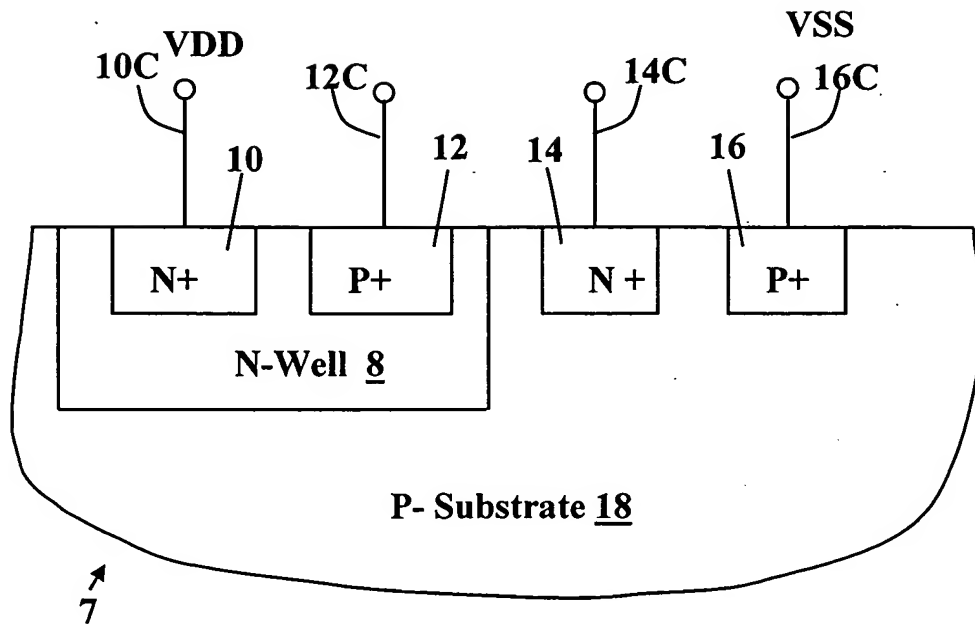 VDD
VSS
10C
12C
14C
16C
10
12
14
16
N+
P+
N +
P+
N-Well 8
P- Substrate 18
7